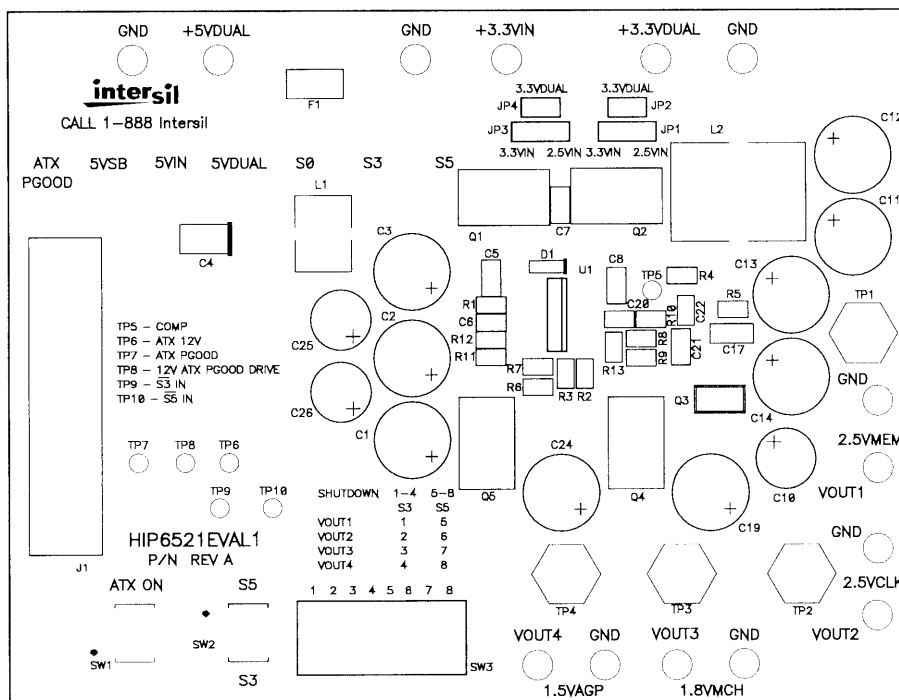 GND +5VDUAL GND +3.3VIN +3.3VDUAL GND
intersil
CALL 1-888 Intersil
F1
3.3VDUAL 3.3VDUAL
JP4 JP2
JP3 JP1 L2 C12
3.3VIN 2.5VIN 3.3VIN 2.5VIN
ATX PGOOD 5VSB 5VIN 5VDUAL S0 S3 S5
L1
C11
C4 C3 Q1 C7 Q2
C5 D1 U1 C8 TP5 R4 C13
R1 C2 C20 R10 C22 R5 TP1
C6
R12 R8 C21 C17
R11 R13 R9
C25
R7
R6 R3 R2
TP5 - COMP
TP6 - ATX 12V
TP7 - ATX PGOOD
TP8 - 12V ATX PGOOD DRIVE
TP9 - S3 IN
TP10 - S5 IN
GND
C26 C1 Q3 C14
2.5VMEM
TP7 TP8 TP6 C24
TP9 TP10 Q5 Q4 C19 C10 VOUT1
SHUTDOWN 1-4 5-8
S3 S5
VOUT1 1 5
VOUT2 2 6
VOUT3 3 7
VOUT4 4 8
HIP6521EVAL1
P/N REV A
GND
J1
ATX ON S5 1 2 3 4 5 6 7 8
2.5VCLK
TP4 TP3 TP2
SW1 SW2 SW3
VOUT4 GND VOUT3 GND VOUT2
S3
1.5VAGP 1.8VMCH